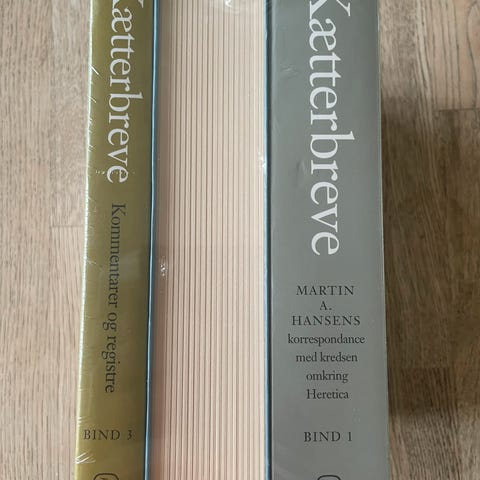 Kætterbreve
Kommentarer og registre
BIND 3
Kætterbreve
MARTIN
A.
HANSENS
korrespondance
med kredsen
omkring
Heretica
BIND 1